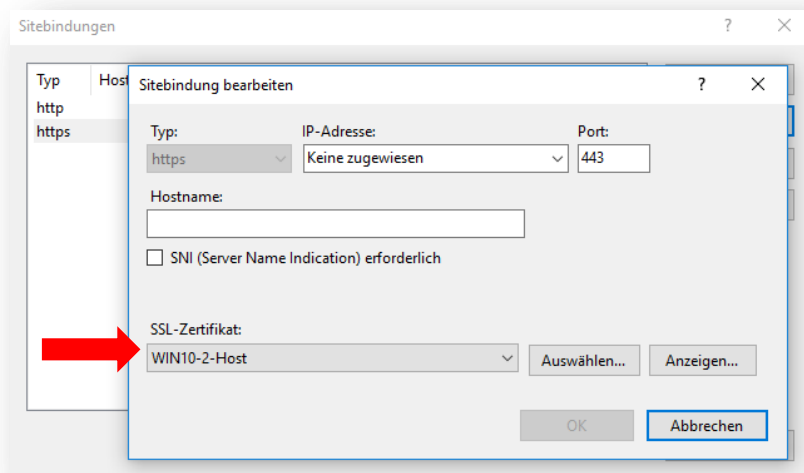 Sitebindungen
Typ
http
https
Sitebindung bearbeiten
Typ: IP-Adresse: Port:
https Keine zugewiesen 443
Hostname:
SNI (Server Name Indication) erforderlich
SSL-Zertifikat:
WIN10-2-Host Auswählen... Anzeigen...
OK Abbrechen